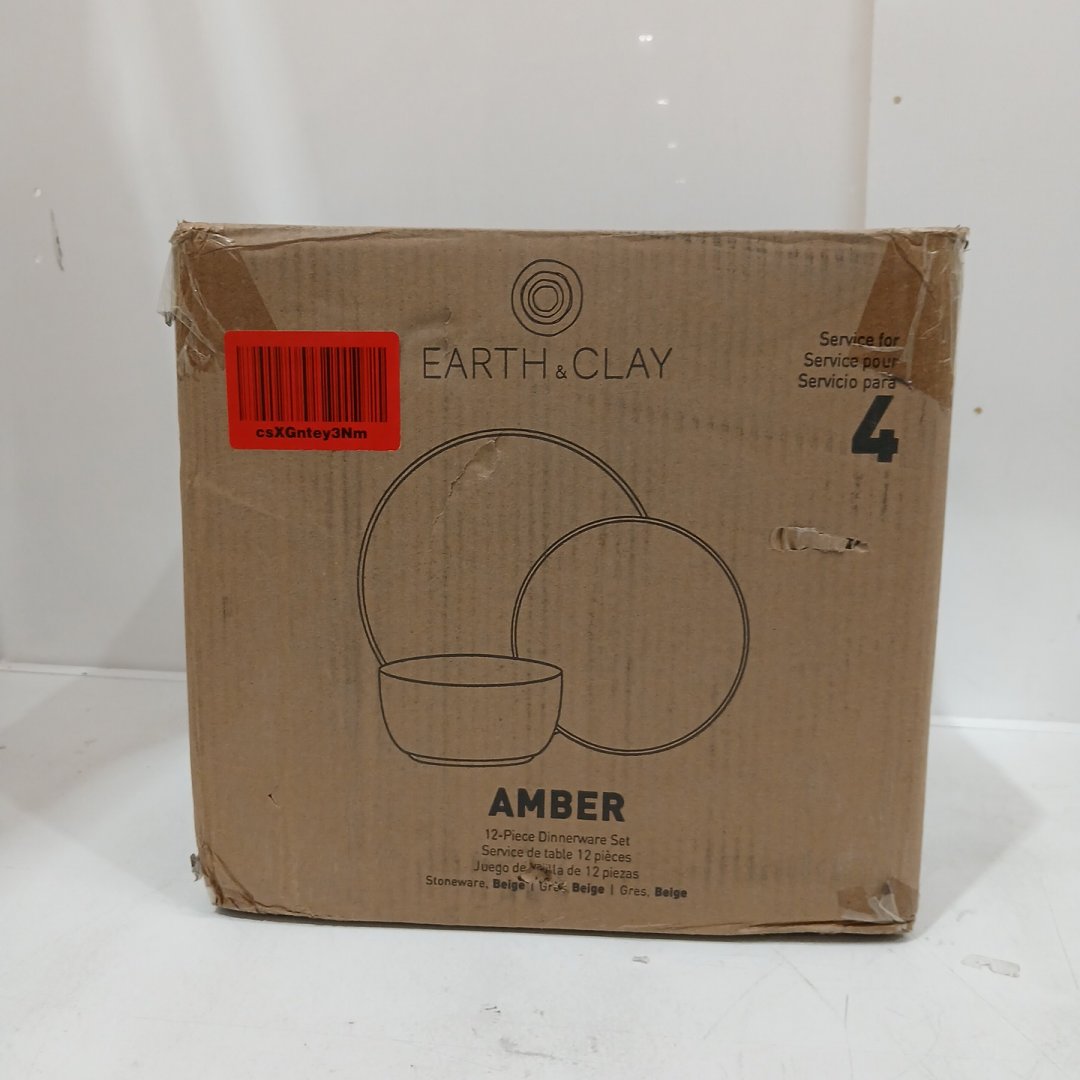 EARTH & CLAY
Service for
Service pour
Servicio para
4
csXGntey3Nm
AMBER
12-Piece Dinnerware Set
Service de table 12 pièces
Juego de de 12 piezas
Stoneware, Beige | Beige | Gres, Beige